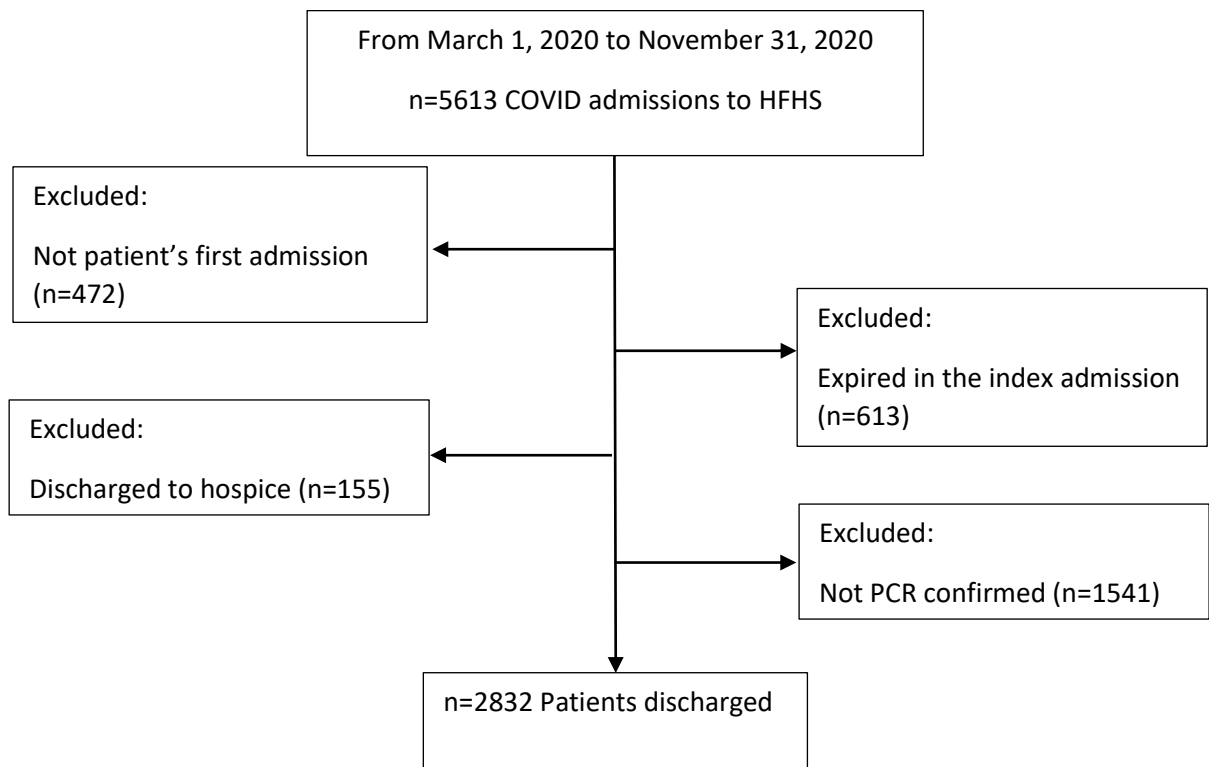 From March 1, 2020 to November 31, 2020
n=5613 COVID admissions to HFHS
Excluded:
Not patient’s first admission
(n=472)
Excluded:
Expired in the index admission
(n=613)
Excluded:
Discharged to hospice (n=155)
Excluded:
Not PCR confirmed (n=1541)
n=2832 Patients discharged